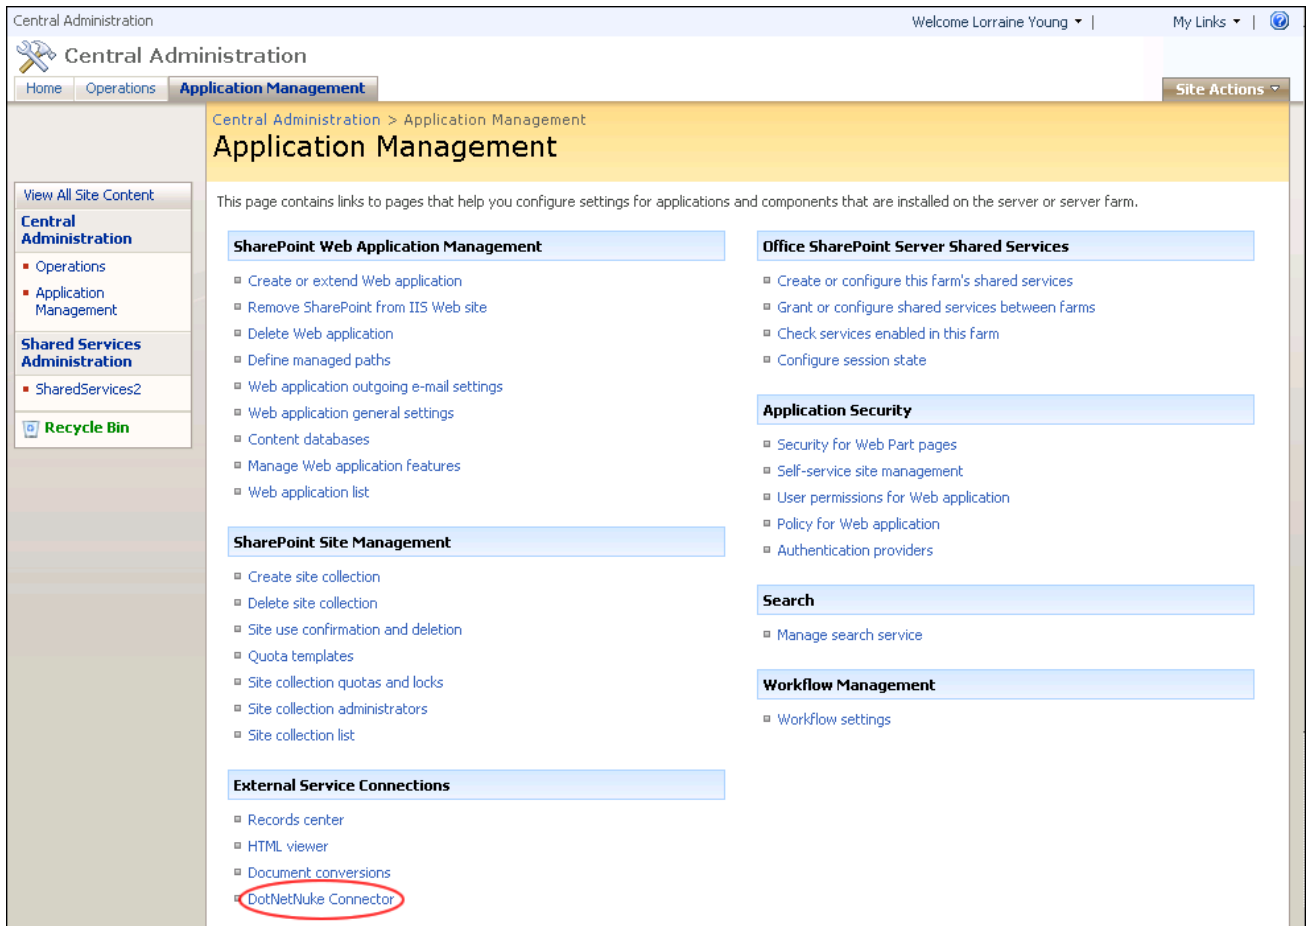 Central Administration
Welcome Lorraine Young
My Links
Central Administration
Home
Operations
Application Management
Site Actions
Central Administration > Application Management
Application Management
View All Site Content
Central
Administration
Operations
Application
Management
Shared Services
Administration
SharedServices2
Recycle Bin
This page contains links to pages that help you configure settings for applications and components that are installed on the server or server farm.
SharePoint Web Application Management
Create or extend Web application
Remove SharePoint from IIS Web site
Delete Web application
Define managed paths
Web application outgoing e-mail settings
Web application general settings
Content databases
Manage Web application features
Web application list
SharePoint Site Management
Create site collection
Delete site collection
Site use confirmation and deletion
Quota templates
Site collection quotas and locks
Site collection administrators
Site collection list
External Service Connections
Records center
HTML viewer
Document conversions
DotNetNuke Connector
Office SharePoint Server Shared Services
Create or configure this farm's shared services
Grant or configure shared services between farms
Check services enabled in this farm
Configure session state
Application Security
Security for Web Part pages
Self-service site management
User permissions for Web application
Policy for Web application
Authentication providers
Search
Manage search service
Workflow Management
Workflow settings